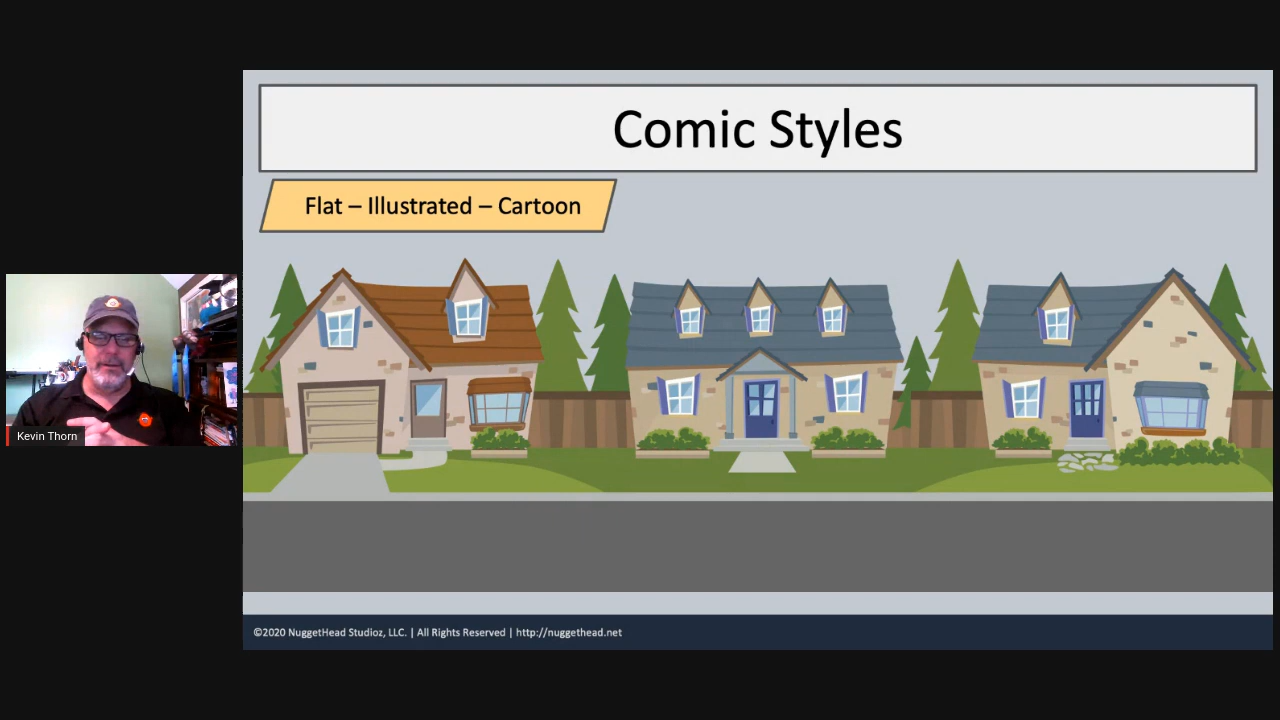 Comic Styles
Flat – Illustrated – Cartoon
Kevin Thorn
©2020 NuggetHead Studioz, LLC. | All Rights Reserved | http://nuggethead.net